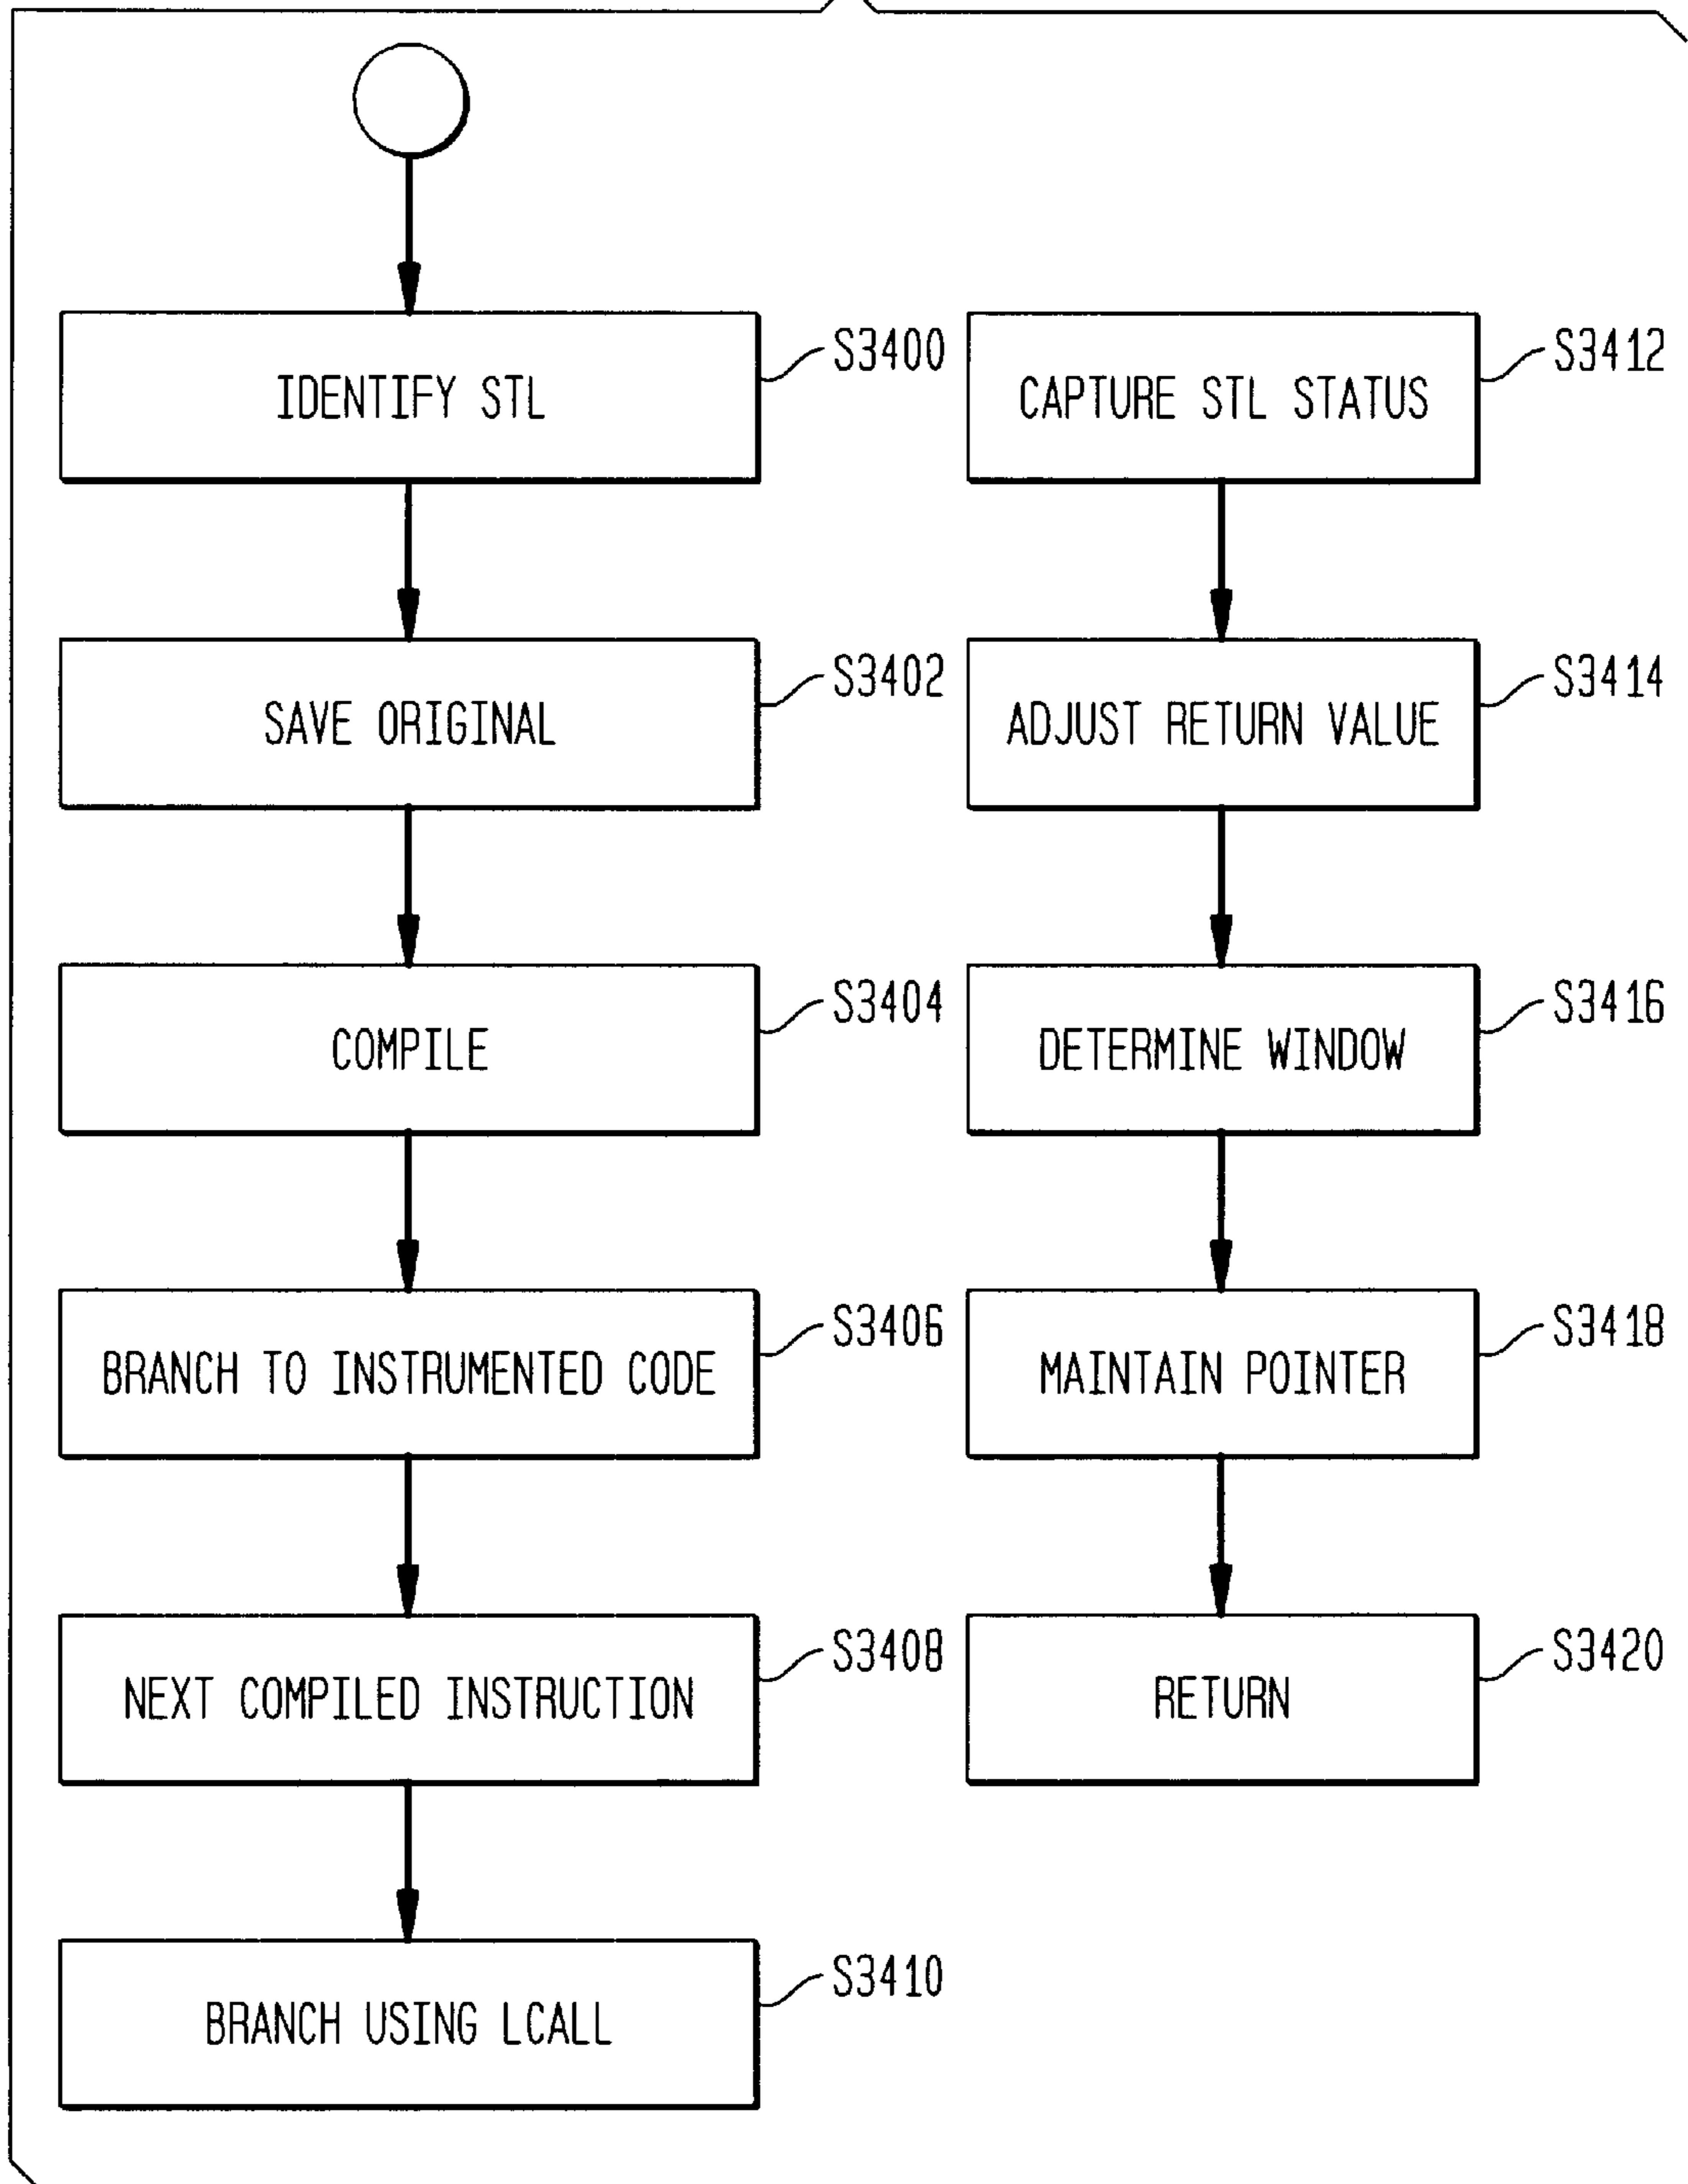 IDENTIFY STL
S3400
SAVE ORIGINAL
S3402
COMPILE
S3404
BRANCH TO INSTRUMENTED CODE
S3406
NEXT COMPILED INSTRUCTION
S3408
BRANCH USING LCALL
S3410
CAPTURE STL STATUS
S3412
ADJUST RETURN VALUE
S3414
DETERMINE WINDOW
S3416
MAINTAIN POINTER
S3418
RETURN
S3420